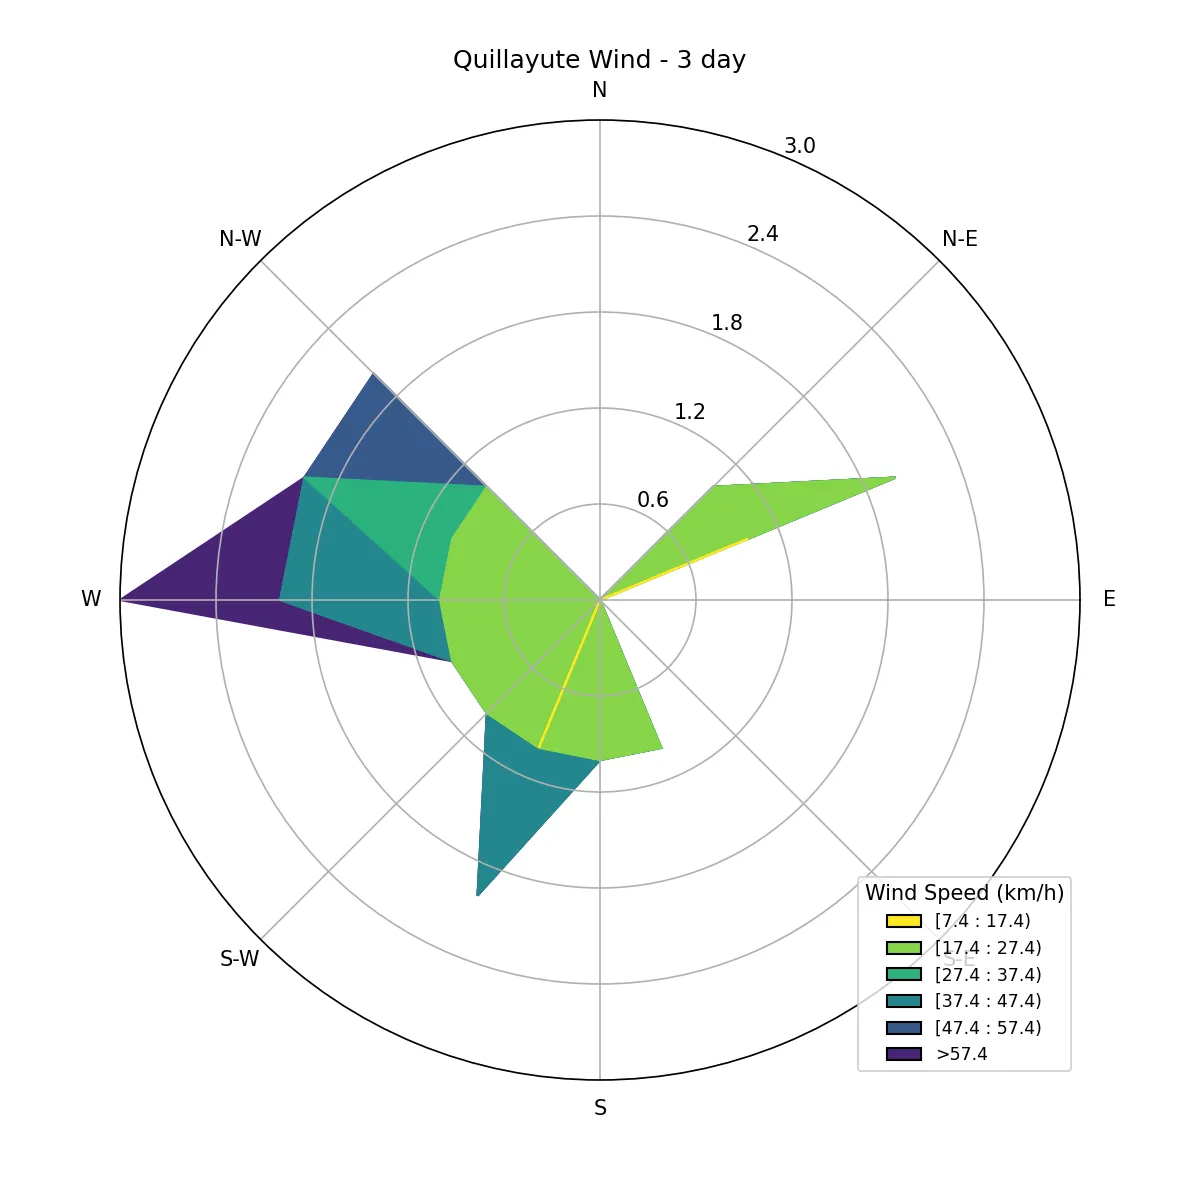 Quillayute Wind - 3 day
N
3.0
N-W
2.4
N-E
1.8
1.2
0.6
W
E
S-W
S-E
S
Wind Speed (km/h)
[7.4 : 17.4)
[17.4 : 27.4)
[27.4 : 37.4)
[37.4 : 47.4)
[47.4 : 57.4)
>57.4